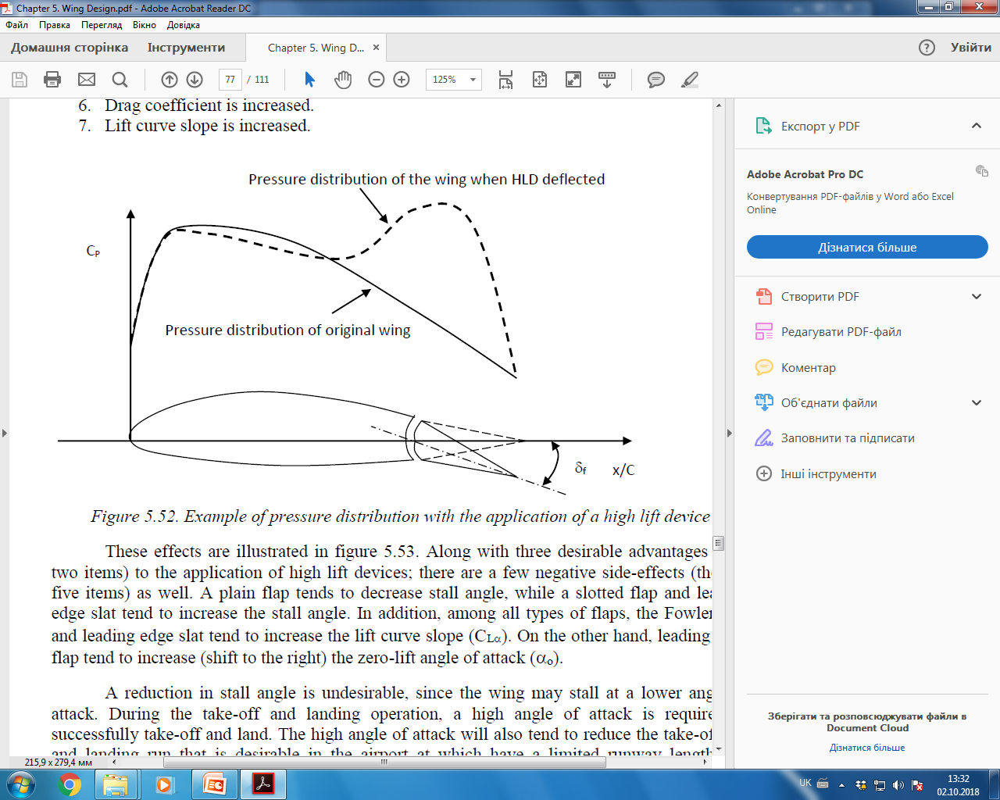 Chapter 5. Wing Design.pdf - Adobe Acrobat Reader DC
Файл Правка Перегляд Вікно Довідка
Домашня сторінка Інструменти Chapter 5. Wing D... × Увійти
77 / 111 125%
6. Drag coefficient is increased.
7. Lift curve slope is increased.
Pressure distribution of the wing when HLD deflected
CP
Pressure distribution of original wing
δf x/C
Figure 5.52. Example of pressure distribution with the application of a high lift device
These effects are illustrated in figure 5.53. Along with three desirable advantages
two items) to the application of high lift devices; there are a few negative side-effects (the
five items) as well. A plain flap tends to decrease stall angle, while a slotted flap and lea
edge slat tend to increase the stall angle. In addition, among all types of flaps, the Fowler
and leading edge slat tend to increase the lift curve slope (CLα). On the other hand, leading
flap tend to increase (shift to the right) the zero-lift angle of attack (αo).
A reduction in stall angle is undesirable, since the wing may stall at a lower ang
attack. During the take-off and landing operation, a high angle of attack is require
successfully take-off and land. The high angle of attack will also tend to reduce the take-of
and landing run that is desirable in the airport at which have a limited runway length
215,9 x 279,4 мм
Експорт у PDF
Adobe Acrobat Pro DC
Конвертування PDF-файлів у Word або Excel
Online
Дізнатися більше
Створити PDF
Редагувати PDF-файл
Коментар
Об'єднати файли
Заповнити та підписати
Інші інструменти
Зберігати та розповсюджувати файли в
Document Cloud
Дізнатися більше
UK 13:32
02.10.2018